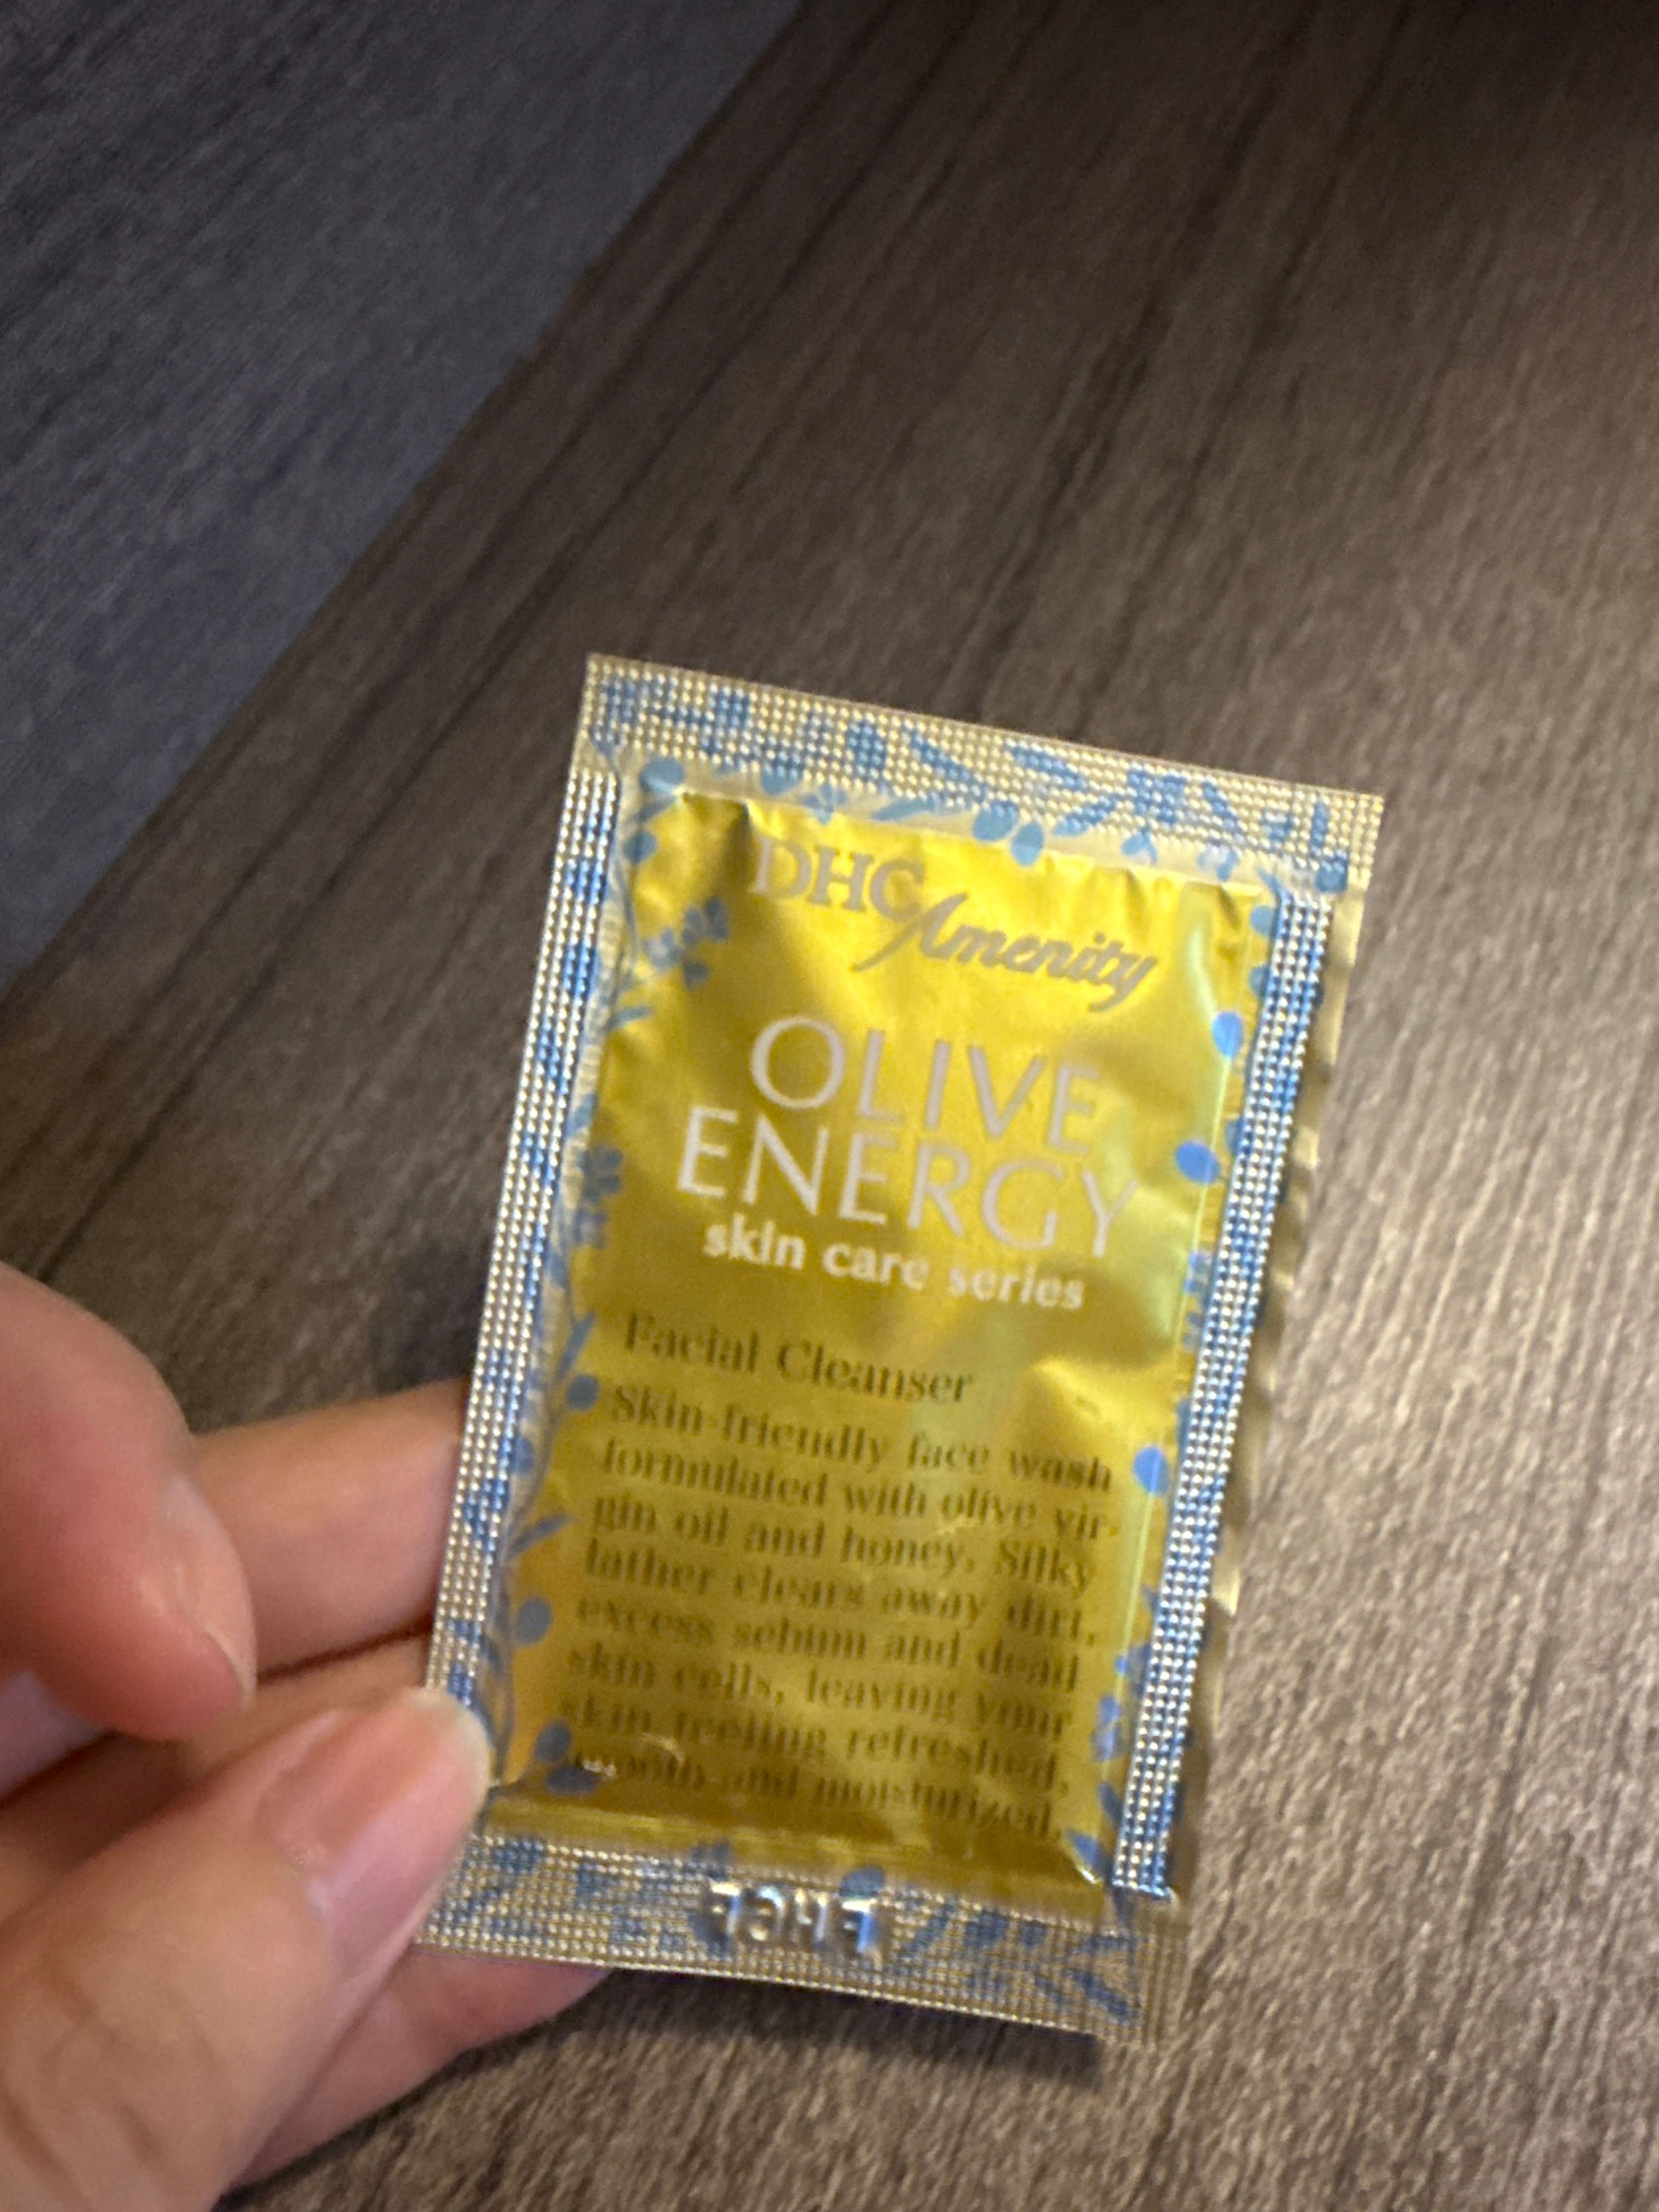 DHC Amenity
OLIVE
ENERGY
skin care series
Facial Cleanser
Skin-friendly face wash
formulated with olive vir-
gin oil and honey. Silky
lather clears away dirt,
excess sebum and dead
skin cells, leaving your
skin feeling refreshed,
smooth and moisturized.